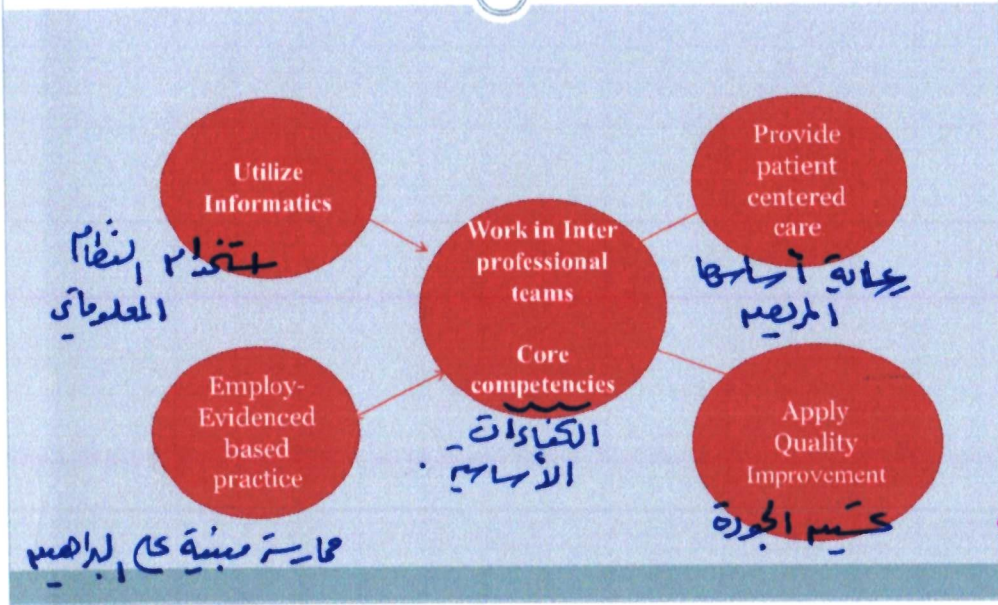 Utilize
Informatics
استخدام النظام
المعلوماتي
Provide
patient
centered
care
رعاية أساسها
المريض
Work in Inter
professional
teams
Core
competencies
الكفاءات
الأساسية
Employ-
Evidenced
based
practice
ممارسة مبنية على البراهين
Apply
Quality
Improvement
تحسين الجودة